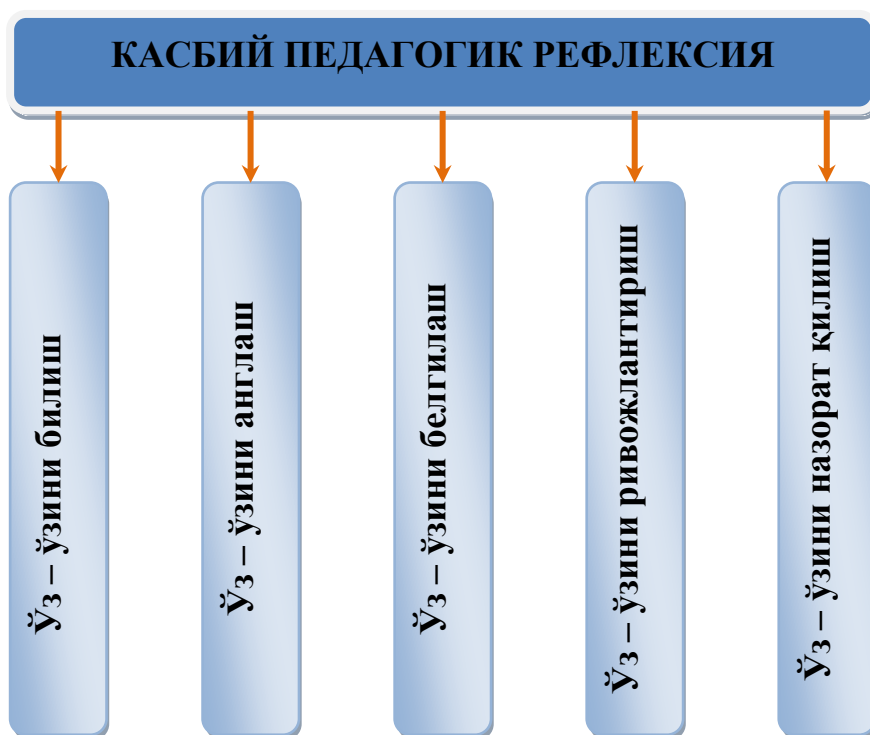 КАСБИЙ ПЕДАГОГИК РЕФЛЕКСИЯ
Ўз – ўзини билиш
Ўз – ўзини англаш
Ўз – ўзини белгилаш
Ўз – ўзини ривожлантириш
Ўз – ўзини назорат қилиш